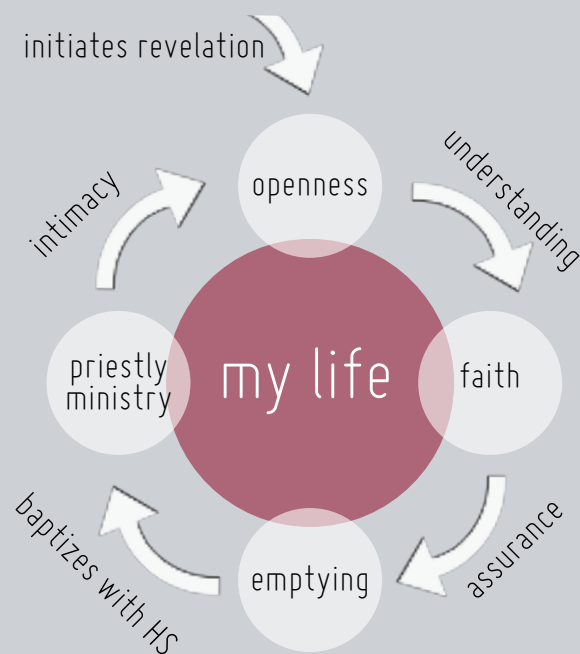 initiates revelation
openness
understanding
faith
assurance
emptying
baptizes with HS
priestly
ministry
intimacy
my life